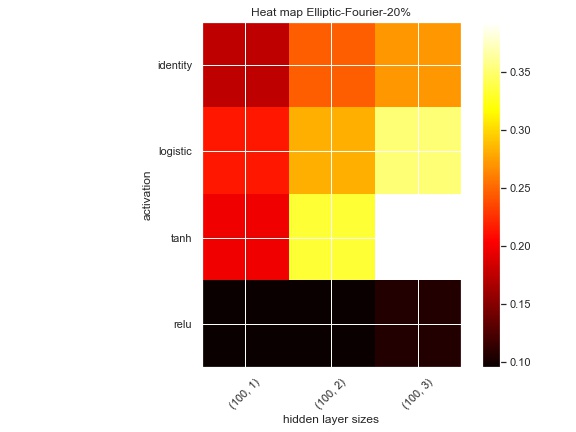 Heat map Elliptic-Fourier-20%
identity
logistic
tanh
relu
activation
(100, 1)
(100, 2)
(100, 3)
hidden layer sizes
0.35
0.30
0.25
0.20
0.15
0.10